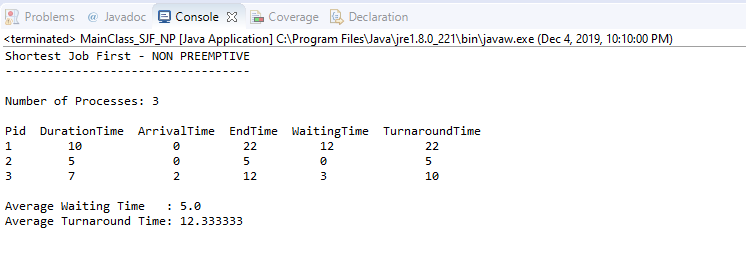 Problems @ Javadoc Console Coverage Declaration
<terminated> MainClass_SJF_NP [Java Application] C:\Program Files\Java\jre1.8.0_221\bin\javaw.exe (Dec 4, 2019, 10:10:00 PM)
Shortest Job First - NON PREEMPTIVE
-----------------------------------
Number of Processes: 3
Pid  DurationTime  ArrivalTime  EndTime  WaitingTime  TurnaroundTime
1        10            0          22         12             22
2        5             0          5          0              5
3        7             2          12         3              10
Average Waiting Time   : 5.0
Average Turnaround Time: 12.333333